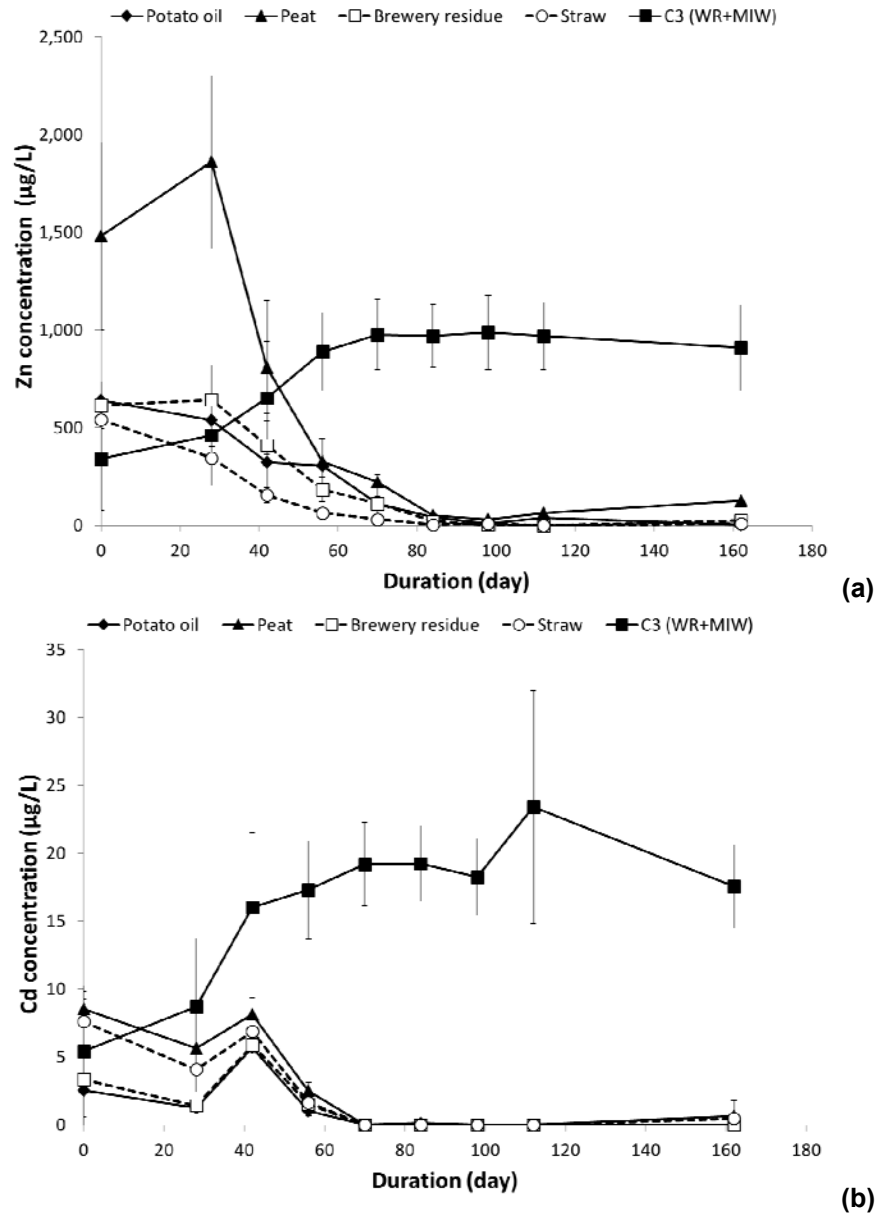 Potato oil Peat Brewery residue Straw C3 (WR+MIW)
2,500
2,000
1,500
1,000
500
0
Zn concentration (µg/L)
0 20 40 60 80 100 120 140 160 180
Duration (day)
(a)
Potato oil Peat Brewery residue Straw C3 (WR+MIW)
35
30
25
20
15
10
5
0
Cd concentration (µg/L)
0 20 40 60 80 100 120 140 160 180
Duration (day)
(b)